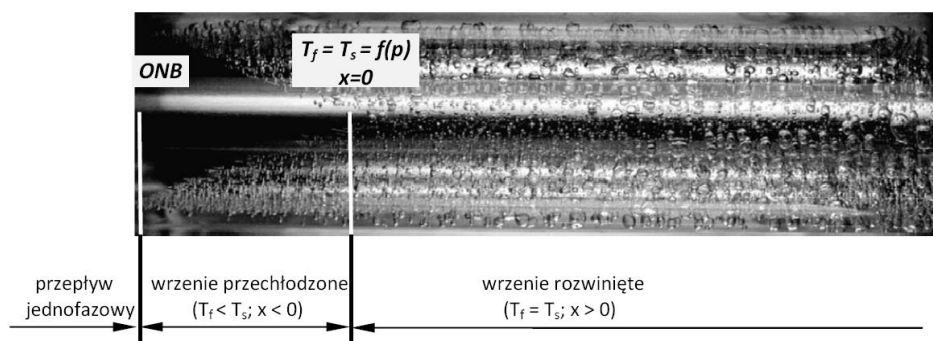 ONB
T_f = T_s = f(p)
x=0
przepływ
jednofazowy
wrzenie przechłodzone
(T_f < T_s; x < 0)
wrzenie rozwinięte
(T_f = T_s; x > 0)